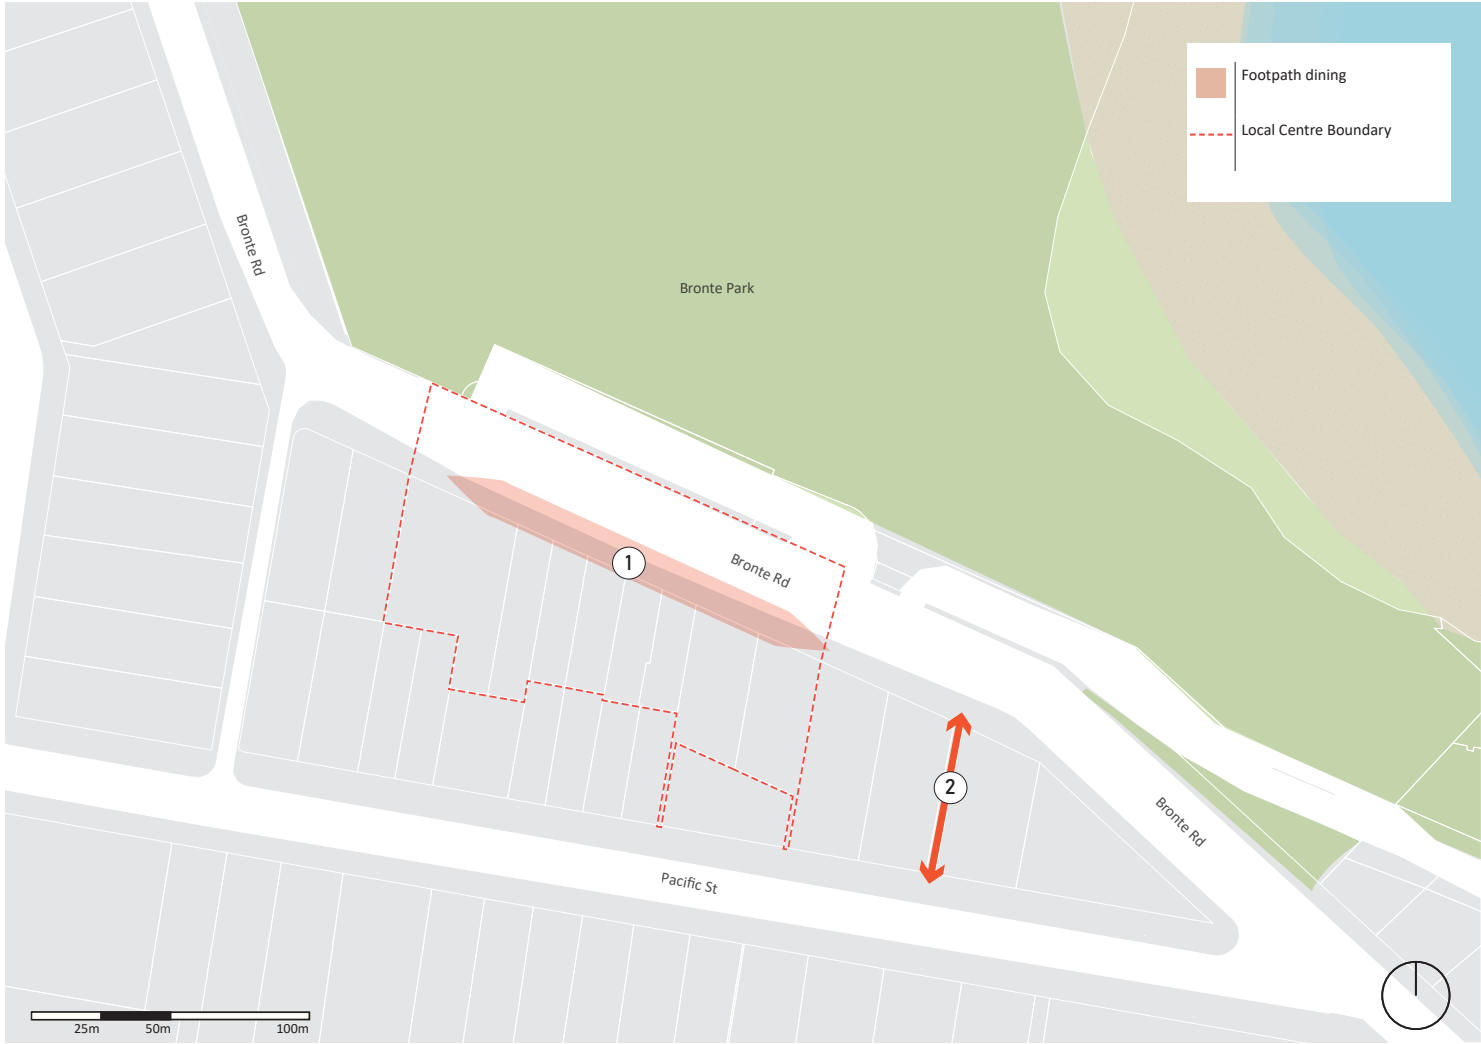 Footpath dining
Local Centre Boundary
Bronte Rd
Bronte Park
1
Bronte Rd
2
Bronte Rd
Pacific St
25m 50m 100m